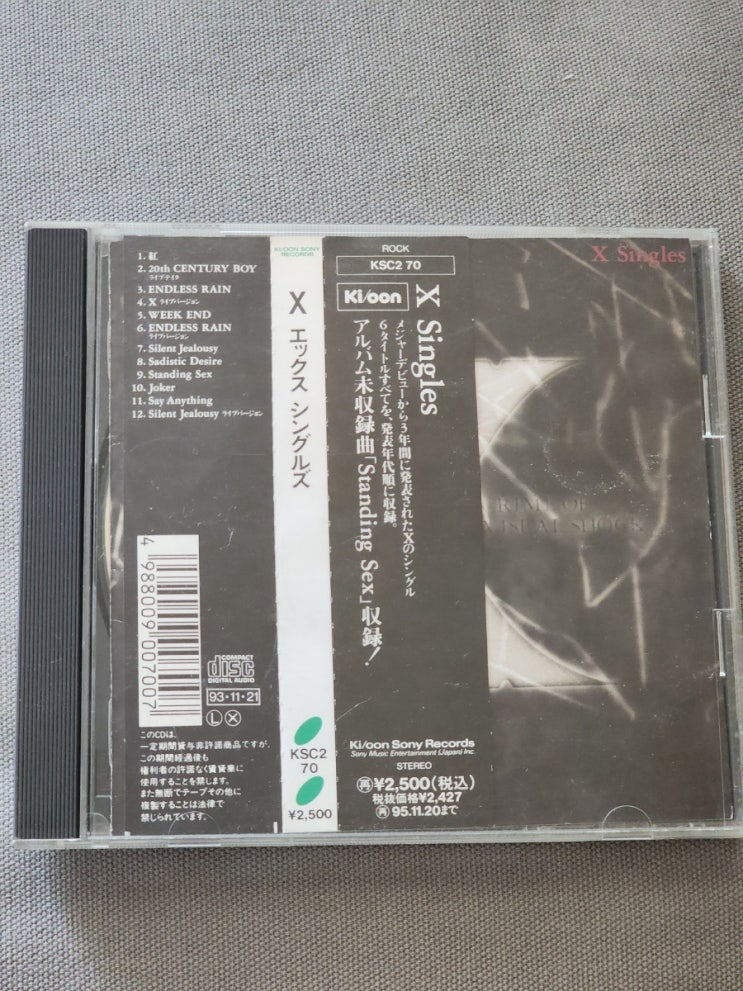 1. 紅
2. 20th CENTURY BOY
ライブテイク
3. ENDLESS RAIN
4. X ライブバージョン
5. WEEK END
6. ENDLESS RAIN
ライブバージョン
7. Silent Jealousy
8. Sadistic Desire
9. Standing Sex
10. Joker
11. Say Anything
12. Silent Jealousy ライブバージョン
4 988009 007007
COMPACT
disc
DIGITAL AUDIO
93・11・21
Ⓛ Ⓧ
このCDは、
一定期間貸与非許諾商品ですが、
この期間経過後も
権利者の許諾なく賃貸業に
使用することを禁じます。
また無断でテープその他に
複製することは法律で
禁じられています。
KI/OON SONY
RECORDS
X エックス シングルズ
KSC2
70
¥2,500
ROCK
KSC2 70
Ki/oon
X Singles
メジャーデビューから3年間に発表されたXのシングル
6タイトルすべてを、発表年代順に収録。
アルバム未収録曲「Standing Sex」収録!
Ki/oon Sony Records
Sony Music Entertainment (Japan) Inc.
STEREO
再¥2,500(税込)
税抜価格¥2,427
再95.11.20まで
X Singles
CRIME OF
VISUAL SHOCK